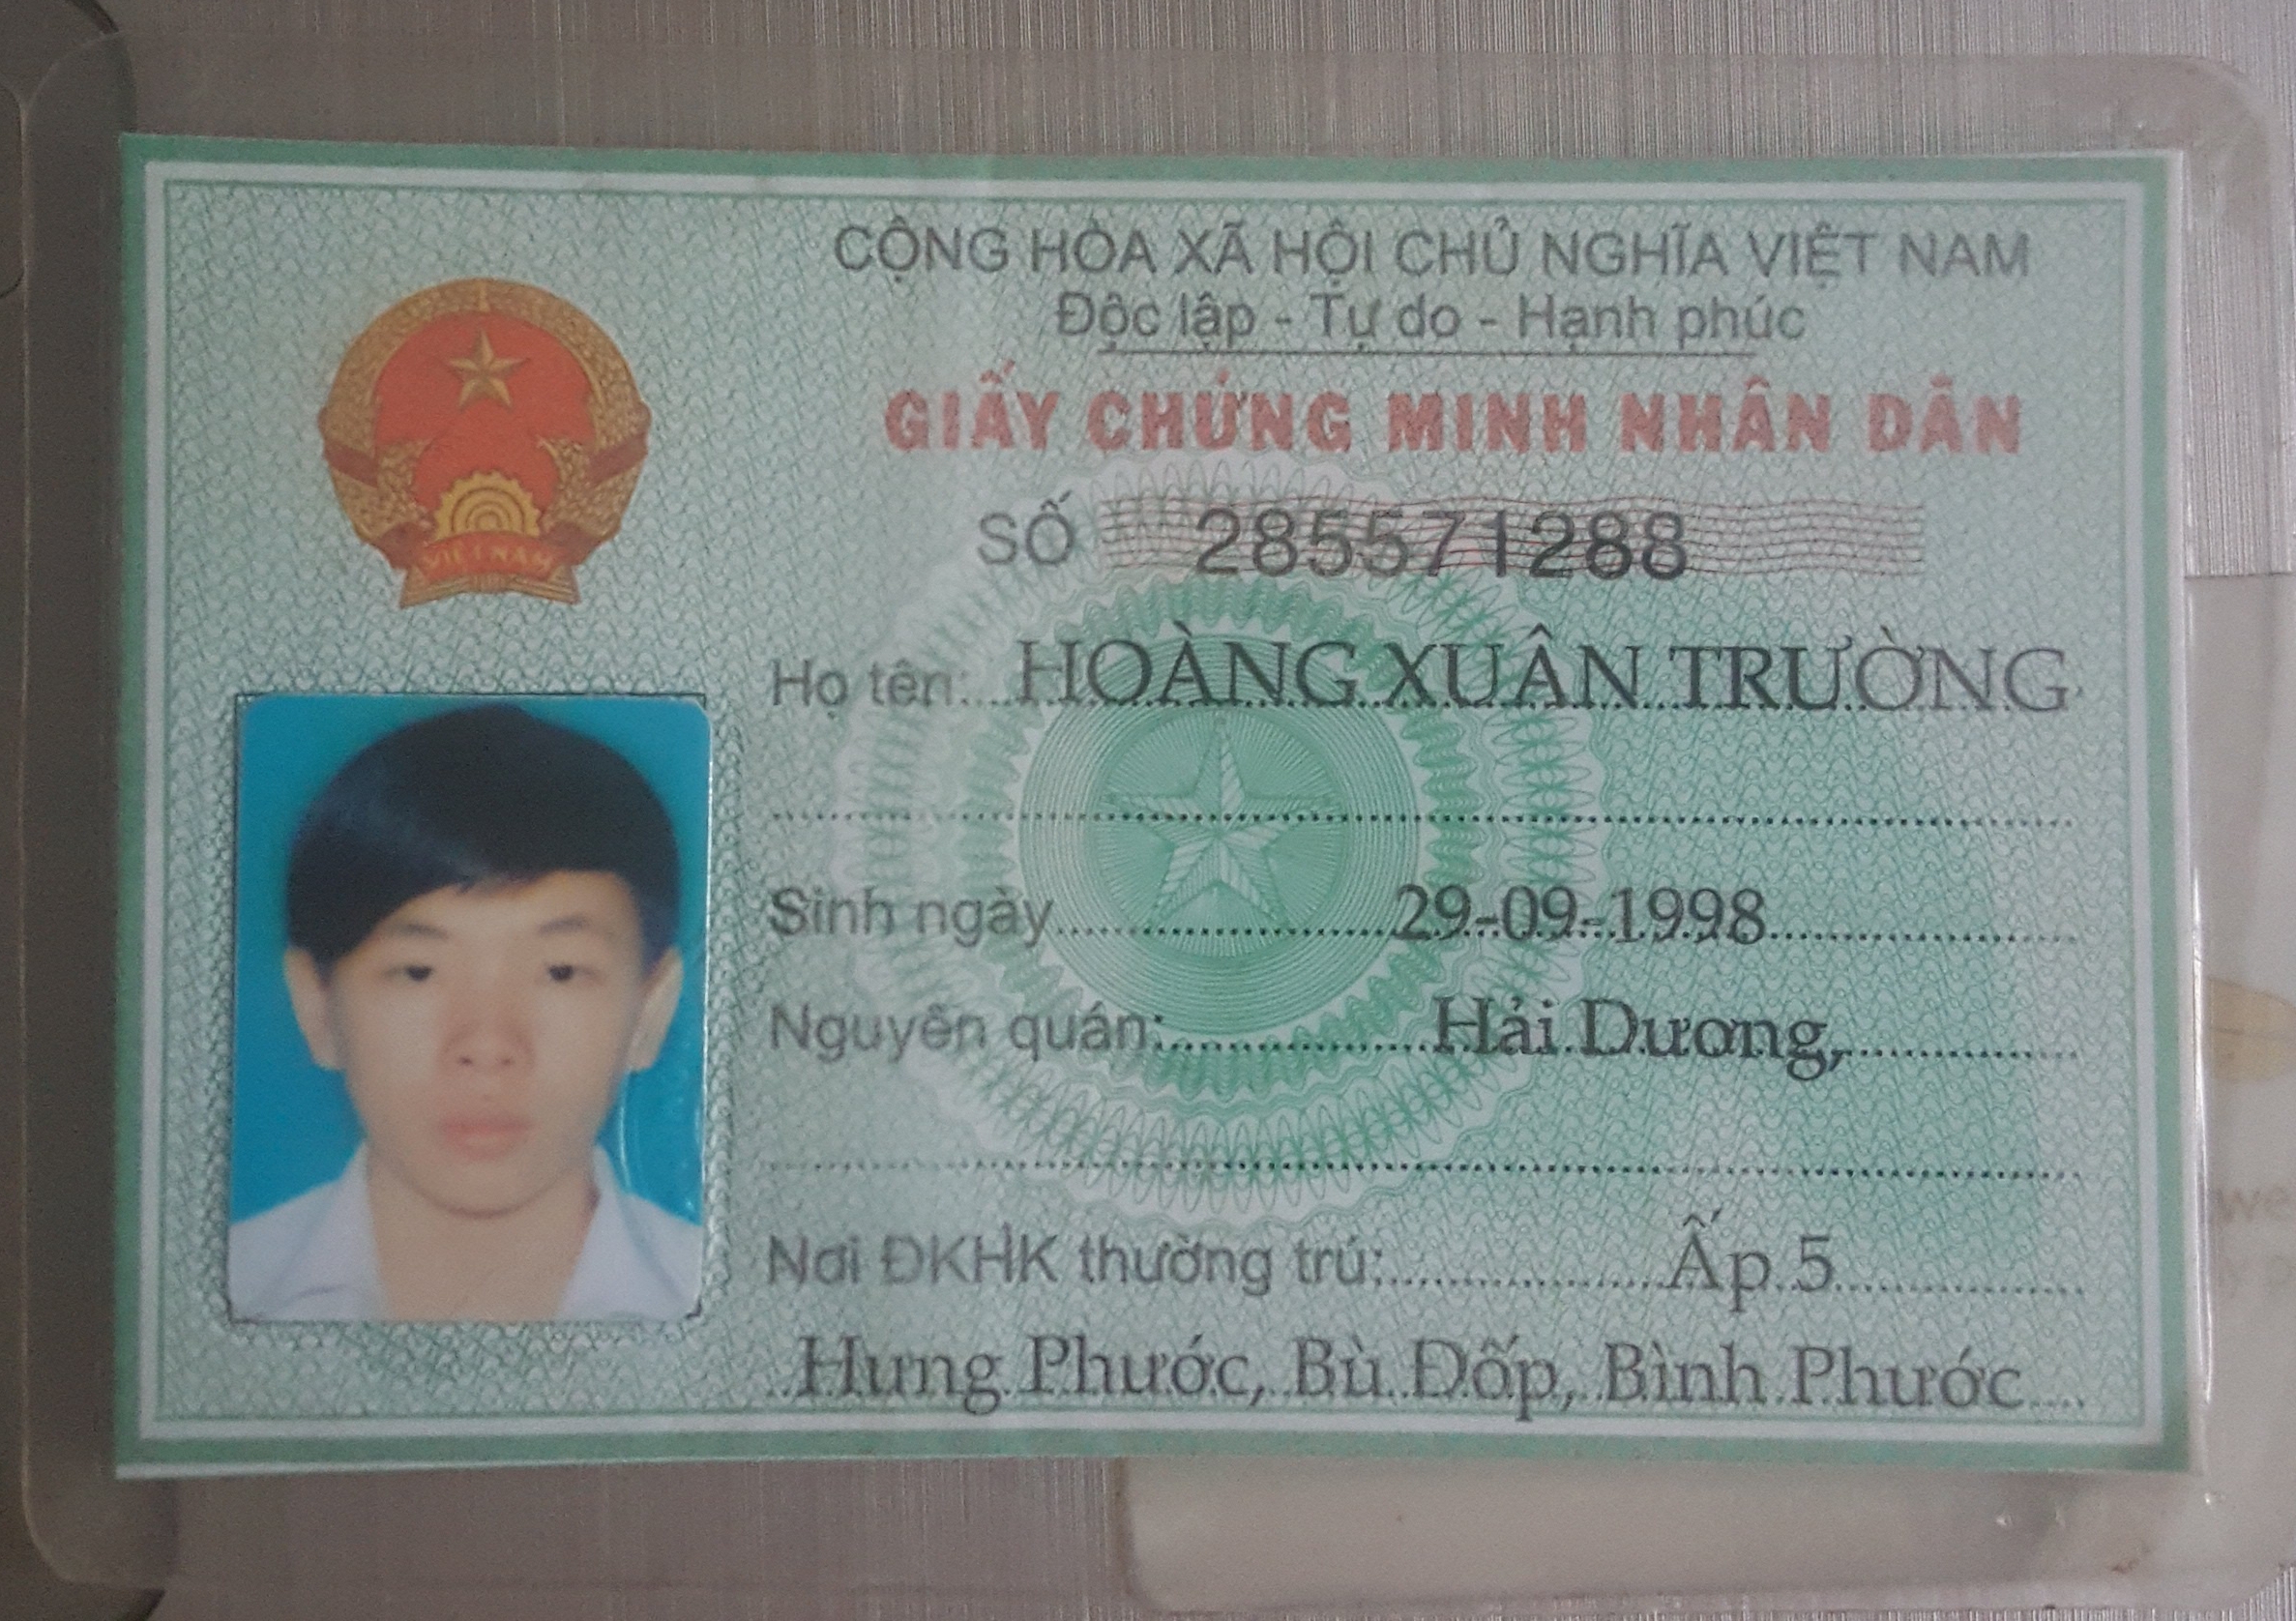 CỘNG HÒA XÃ HỘI CHỦ NGHĨA VIỆT NAM
Độc lập - Tự do - Hạnh phúc
GIẤY CHỨNG MINH NHÂN DÂN
SỐ 285571288
VIỆT NAM
Họ tên: HOÀNG XUÂN TRƯỜNG
Sinh ngày 29-09-1998
Nguyên quán: Hải Dương,
Nơi ĐKHK thường trú: Ấp 5
Hưng Phước, Bù Đốp, Bình Phước